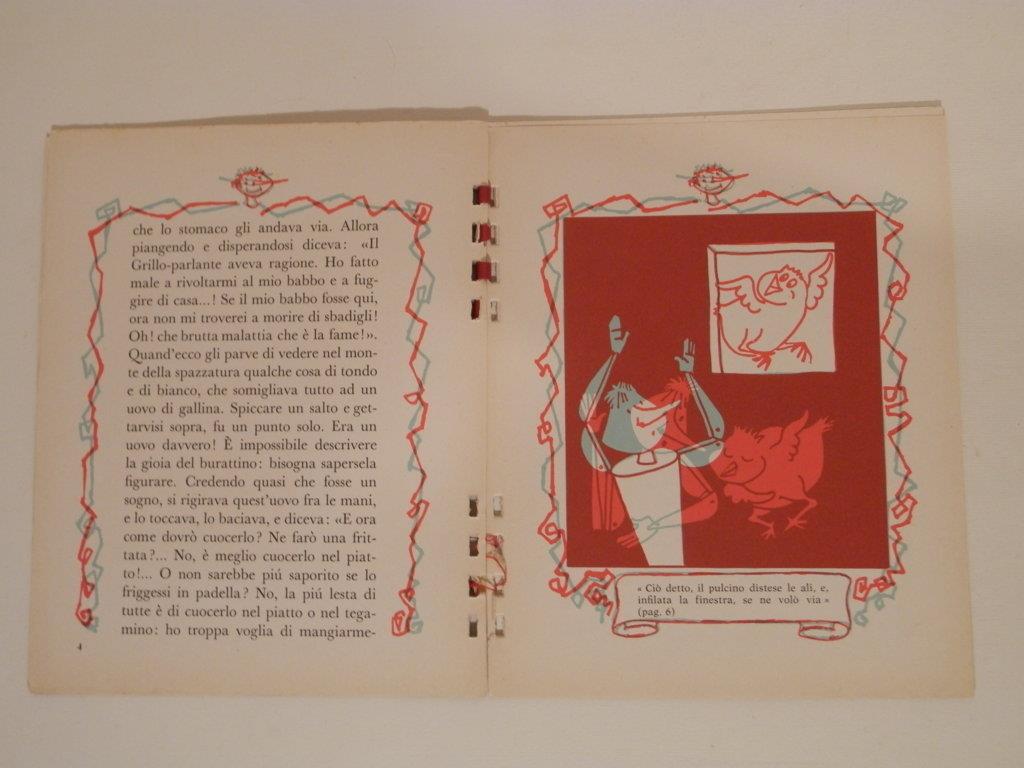 che lo stomaco gli andava via. Allora
piangendo e disperandosi diceva: «Il
Grillo-parlante aveva ragione. Ho fatto
male a rivoltarmi al mio babbo e a fug-
gire di casa...! Se il mio babbo fosse qui,
ora non mi troverei a morire di sbadigli!
Oh! che brutta malattia che è la fame!».
Quand'ecco gli parve di vedere nel mon-
te della spazzatura qualche cosa di tondo
e di bianco, che somigliava tutto ad un
uovo di gallina. Spiccare un salto e get-
tarvisi sopra, fu un punto solo. Era un
uovo davvero! È impossibile descrivere
la gioia del burattino: bisogna sapersela
figurare. Credendo quasi che fosse un
sogno, si rigirava quest'uovo fra le mani,
e lo toccava, lo baciava, e diceva: «E ora
come dovrò cuocerlo? Ne farò una frit-
tata?... No, è meglio cuocerlo nel piat-
to!... O non sarebbe piú saporito se lo
friggessi in padella? No, la piú lesta di
tutte è di cuocerlo nel piatto o nel tega-
mino: ho troppa voglia di mangiarme-
4
« Ciò detto, il pulcino distese le ali, e,
infilata la finestra, se ne volò via »
(pag. 6)